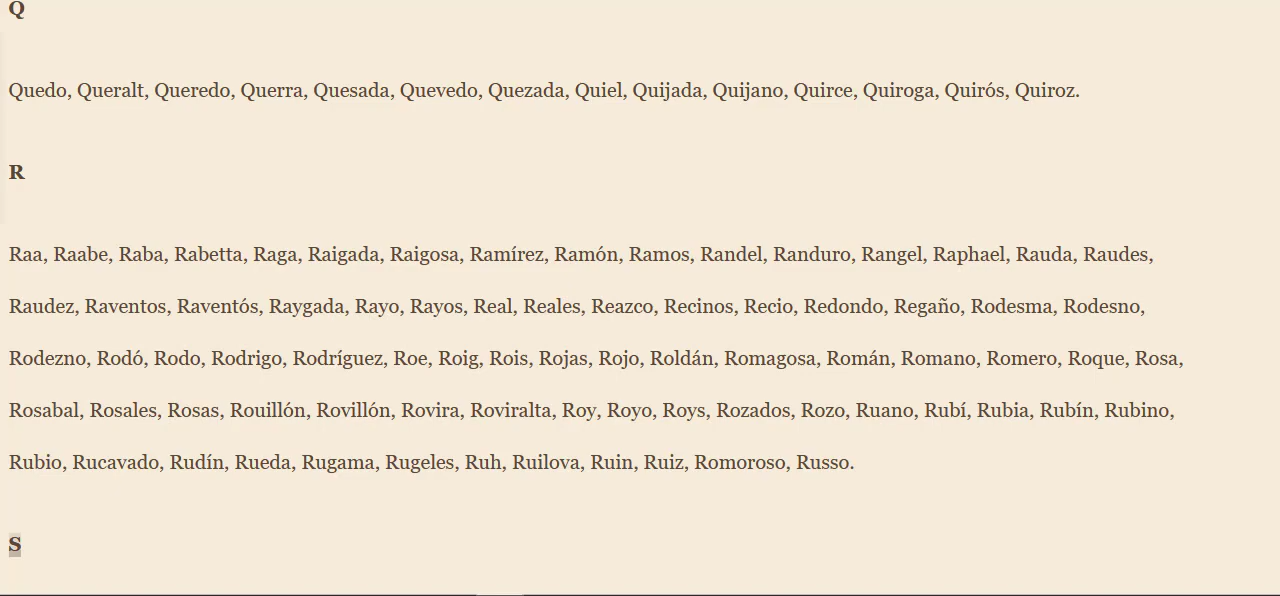 Q
Quedo, Queralt, Queredo, Querra, Quesada, Quevedo, Quezada, Quiel, Quijada, Quijano, Quirce, Quiroga, Quirós, Quiroz.
R
Raa, Raabe, Raba, Rabetta, Raga, Raigada, Raigosa, Ramírez, Ramón, Ramos, Randel, Randuro, Rangel, Raphael, Rauda, Raudes,
Raudez, Raventos, Raventós, Raygada, Rayo, Rayos, Real, Reales, Reazco, Recinos, Recio, Redondo, Regaño, Rodesma, Rodesno,
Rodezno, Rodó, Rodo, Rodrigo, Rodríguez, Roe, Roig, Rois, Rojas, Rojo, Roldán, Romagosa, Román, Romano, Romero, Roque, Rosa,
Rosabal, Rosales, Rosas, Rouillón, Rovillón, Rovira, Roviralta, Roy, Royo, Roys, Rozados, Rozo, Ruano, Rubí, Rubia, Rubín, Rubino,
Rubio, Rucavado, Rudín, Rueda, Rugama, Rugeles, Ruh, Ruilova, Ruin, Ruiz, Romoroso, Russo.
S